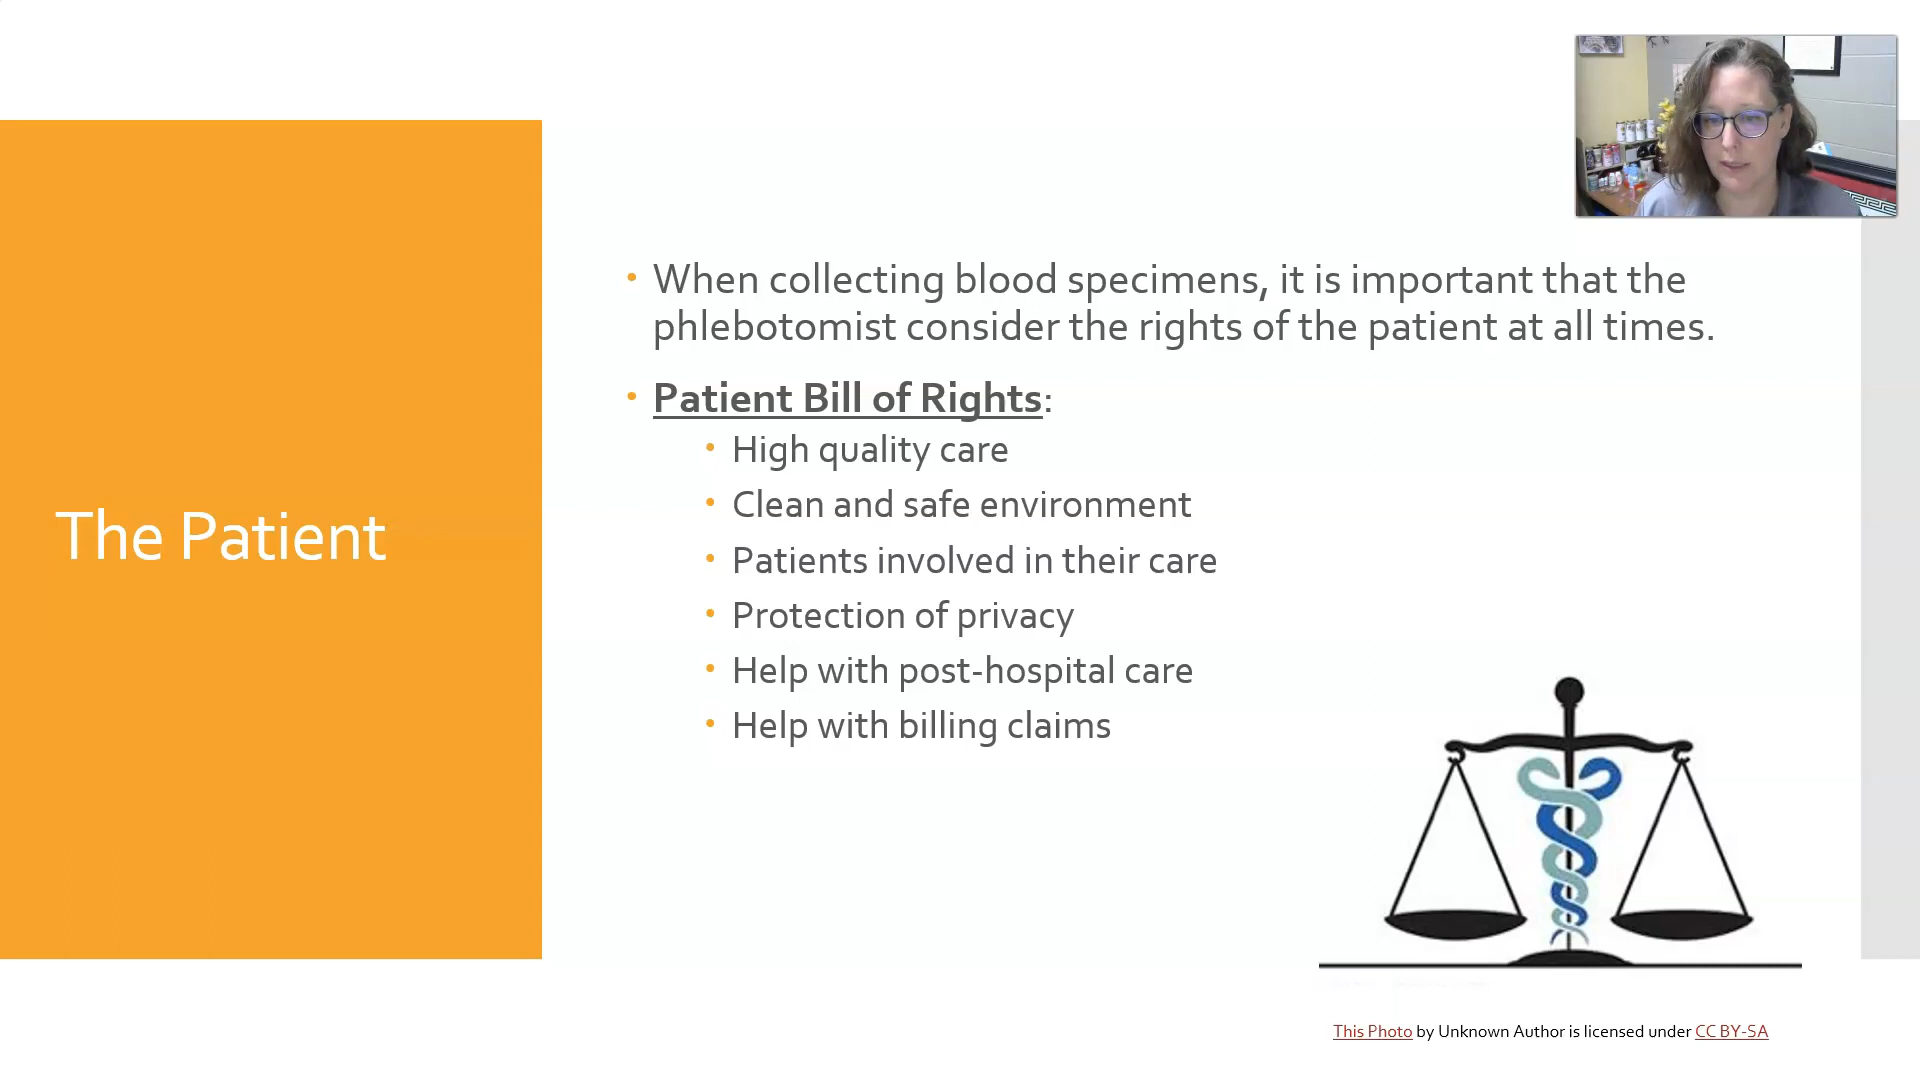 The Patient
When collecting blood specimens, it is important that the
phlebotomist consider the rights of the patient at all times.
Patient Bill of Rights:
High quality care
Clean and safe environment
Patients involved in their care
Protection of privacy
Help with post-hospital care
Help with billing claims
This Photo by Unknown Author is licensed under CC BY-SA